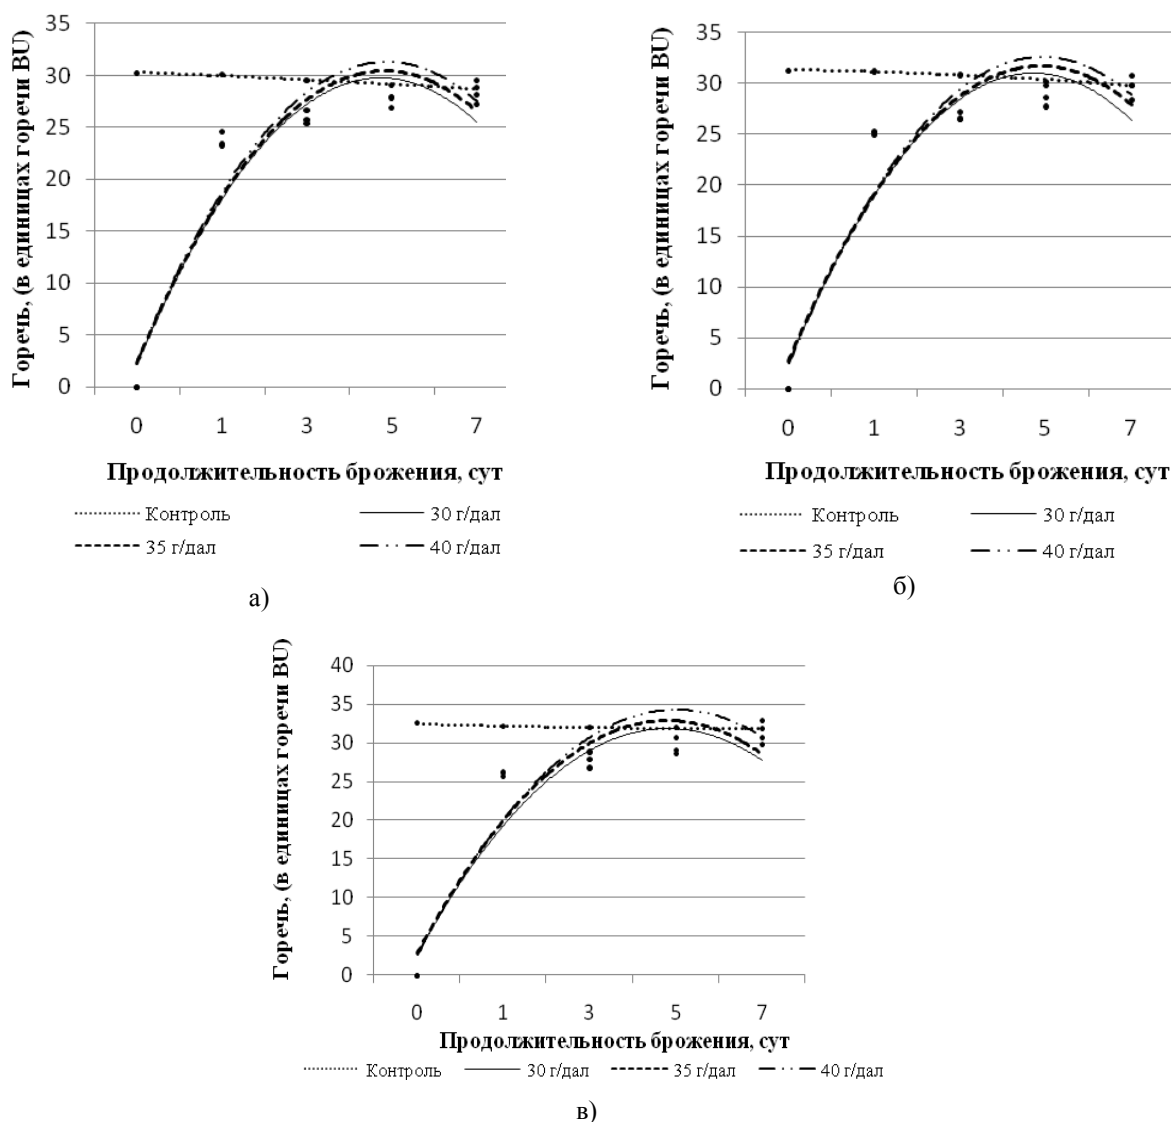 Горечь, (в единицах горечи BU)
35
30
25
20
15
10
5
0
0 1 3 5 7
Продолжительность брожения, сут
Контроль 30 г/дал
35 г/дал 40 г/дал
а)
Горечь, (в единицах горечи BU)
35
30
25
20
15
10
5
0
0 1 3 5 7
Продолжительность брожения, сут
Контроль 30 г/дал
35 г/дал 40 г/дал
б)
Горечь, (в единицах горечи BU)
40
35
30
25
20
15
10
5
0
0 1 3 5 7
Продолжительность брожения, сут
Контроль 30 г/дал 35 г/дал 40 г/дал
в)